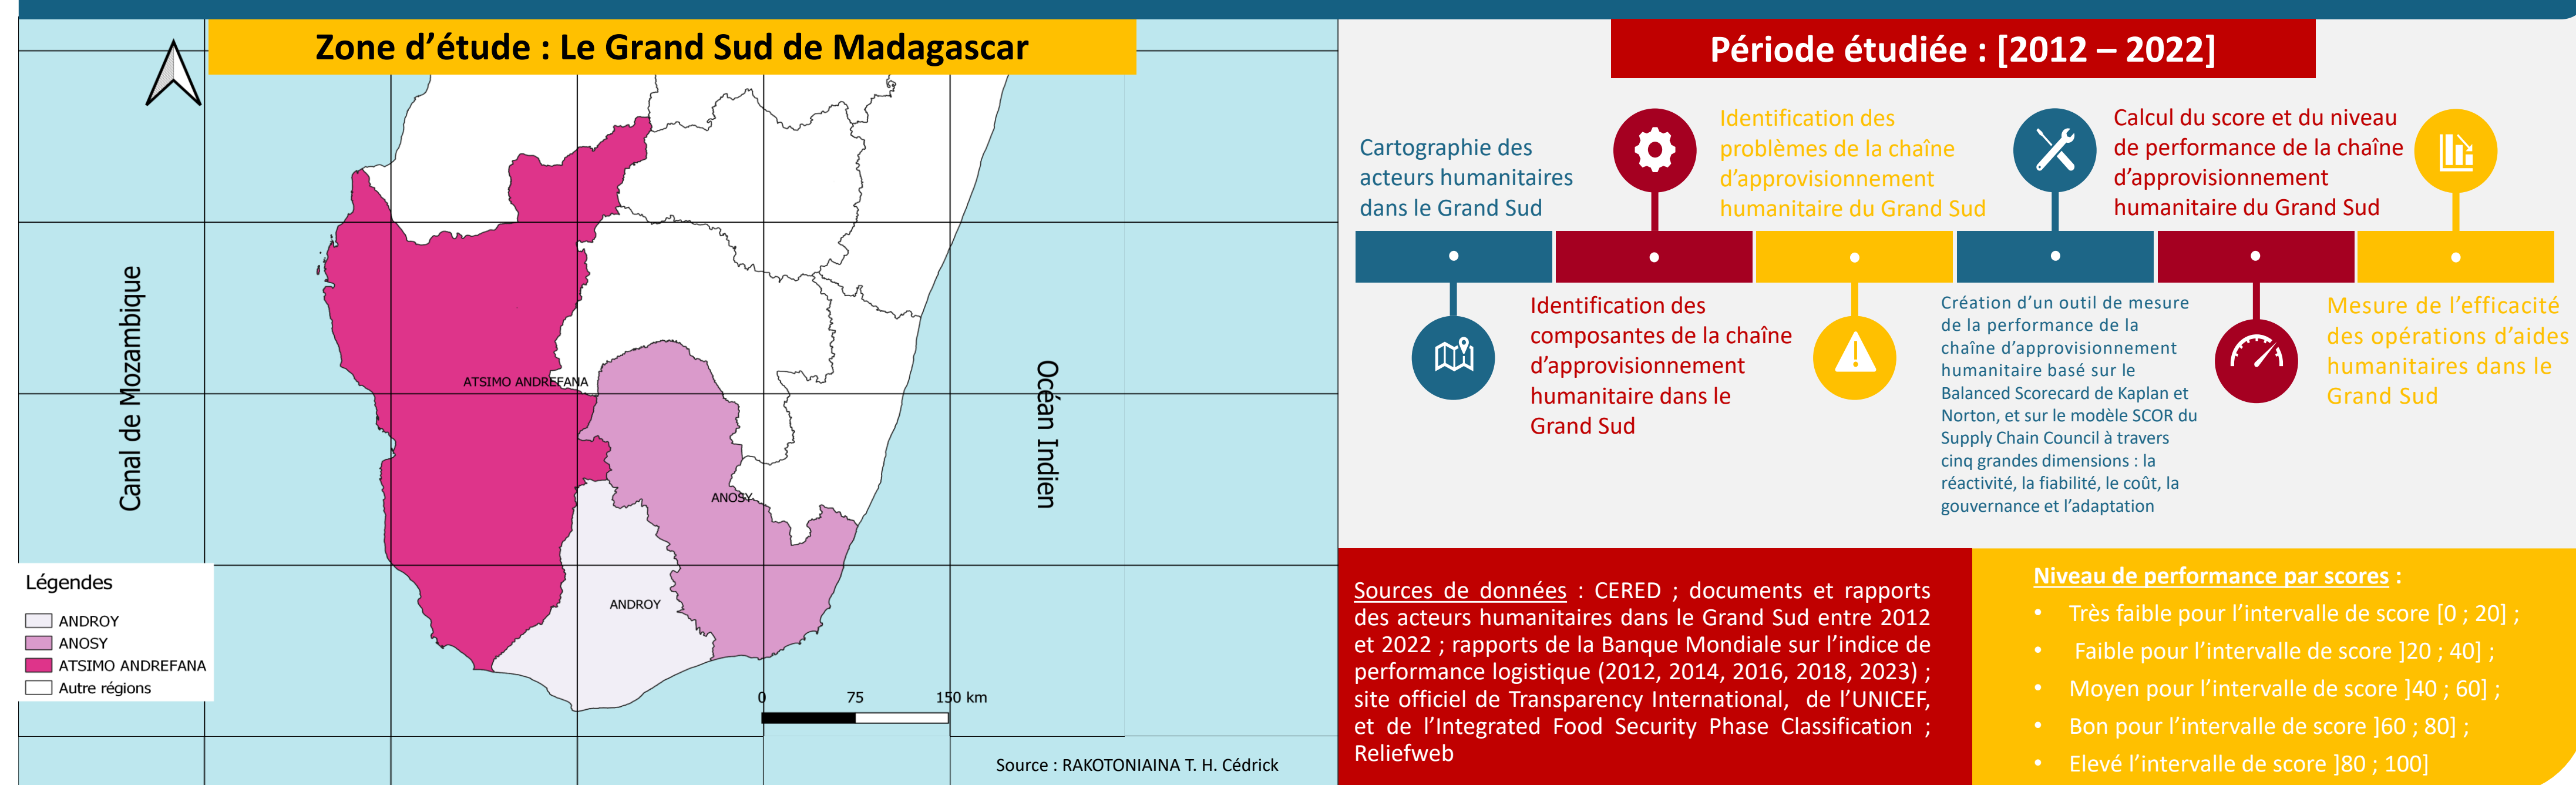 Zone d’étude : Le Grand Sud de Madagascar
Canal de Mozambique
Océan Indien
ATSIMO ANDREFANA
ANOSY
ANDROY
Légendes
ANDROY
ANOSY
ATSIMO ANDREFANA
Autre régions
0 75 150 km
Source : RAKOTONIAINA T. H. Cédrick
Période étudiée : [2012 – 2022]
Cartographie des
acteurs humanitaires
dans le Grand Sud
Identification des
composantes de la chaîne
d’approvisionnement
humanitaire dans le
Grand Sud
Identification des
problèmes de la chaîne
d’approvisionnement
humanitaire du Grand Sud
Création d’un outil de mesure
de la performance de la
chaîne d’approvisionnement
humanitaire basé sur le
Balanced Scorecard de Kaplan et
Norton, et sur le modèle SCOR du
Supply Chain Council à travers
cinq grandes dimensions : la
réactivité, la fiabilité, le coût, la
gouvernance et l’adaptation
Calcul du score et du niveau
de performance de la chaîne
d’approvisionnement
humanitaire du Grand Sud
Mesure de l’efficacité
des opérations d’aides
humanitaires dans le
Grand Sud
Sources de données : CERED ; documents et rapports
des acteurs humanitaires dans le Grand Sud entre 2012
et 2022 ; rapports de la Banque Mondiale sur l’indice de
performance logistique (2012, 2014, 2016, 2018, 2023) ;
site officiel de Transparency International, de l’UNICEF,
et de l’Integrated Food Security Phase Classification ;
Reliefweb
Niveau de performance par scores :
• Très faible pour l’intervalle de score [0 ; 20] ;
• Faible pour l’intervalle de score ]20 ; 40] ;
• Moyen pour l’intervalle de score ]40 ; 60] ;
• Bon pour l’intervalle de score ]60 ; 80] ;
• Elevé l’intervalle de score ]80 ; 100]